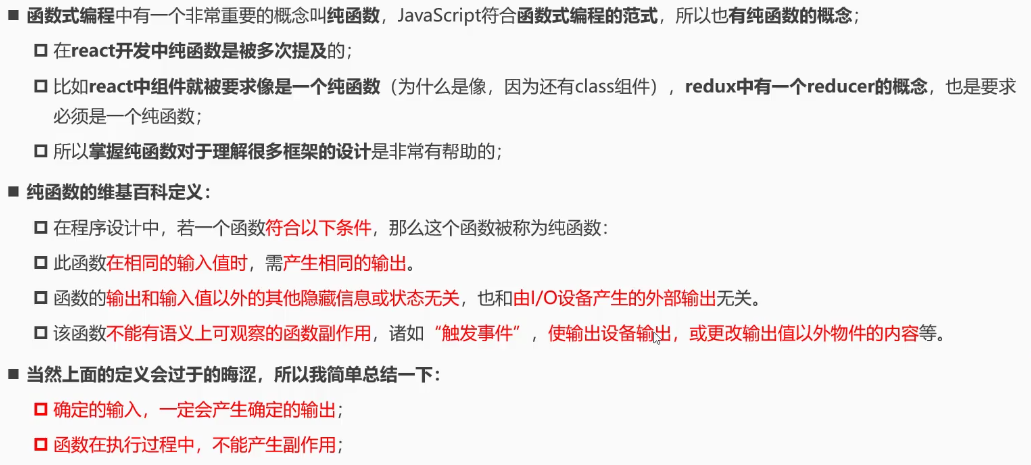 函数式编程中有一个非常重要的概念叫纯函数，JavaScript符合函数式编程的范式，所以也有纯函数的概念；
在react开发中纯函数是被多次提及的；
比如react中组件就被要求像是一个纯函数（为什么是像，因为还有class组件），redux中有一个reducer的概念，也是要求
必须是一个纯函数；
所以掌握纯函数对于理解很多框架的设计是非常有帮助的；
纯函数的维基百科定义：
在程序设计中，若一个函数符合以下条件，那么这个函数被称为纯函数：
此函数在相同的输入值时，需产生相同的输出。
函数的输出和输入值以外的其他隐藏信息或状态无关，也和由I/O设备产生的外部输出无关。
该函数不能有语义上可观察的函数副作用，诸如“触发事件”，使输出设备输出，或更改输出值以外物件的内容等。
当然上面的定义会过于的晦涩，所以我简单总结一下：
确定的输入，一定会产生确定的输出；
函数在执行过程中，不能产生副作用；